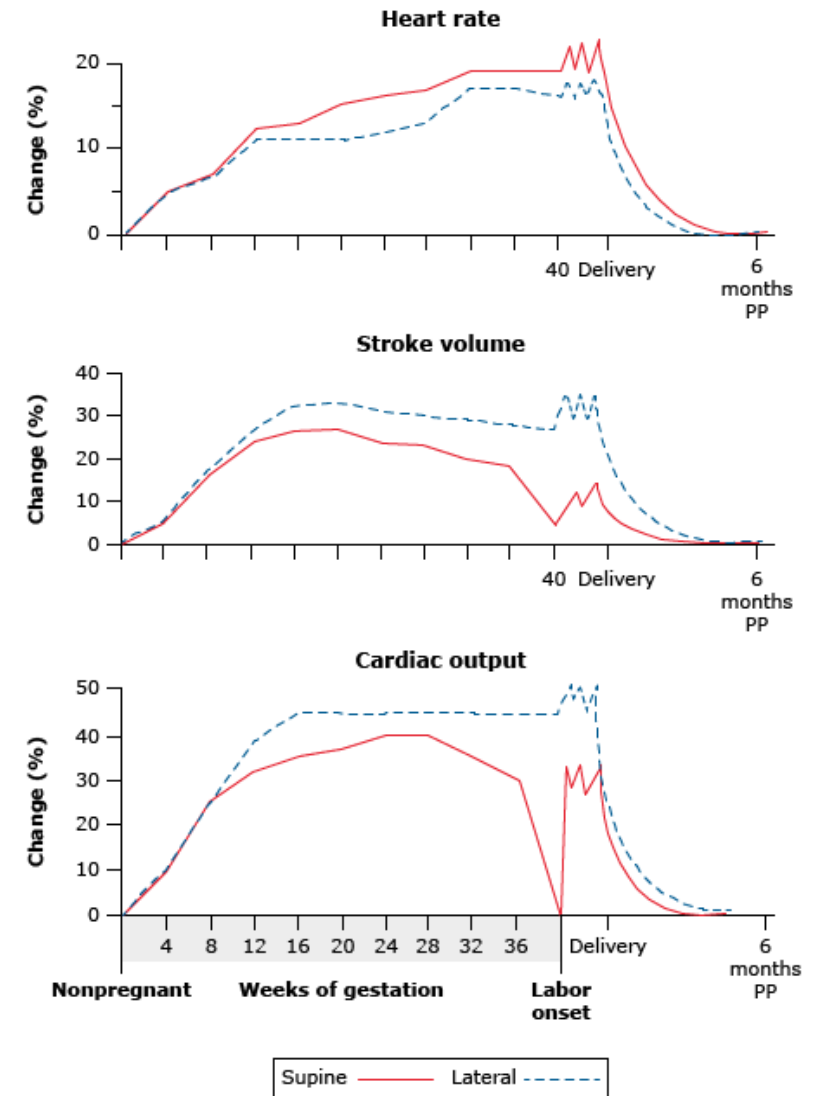 Heart rate
Change (%)
20
10
0
40 Delivery
6
months
PP
Stroke volume
Change (%)
40
30
20
10
0
40 Delivery
6
months
PP
Cardiac output
Change (%)
50
40
30
20
10
0
4 8 12 16 20 24 28 32 36 Delivery
6
months
PP
Nonpregnant Weeks of gestation Labor
onset
Supine Lateral